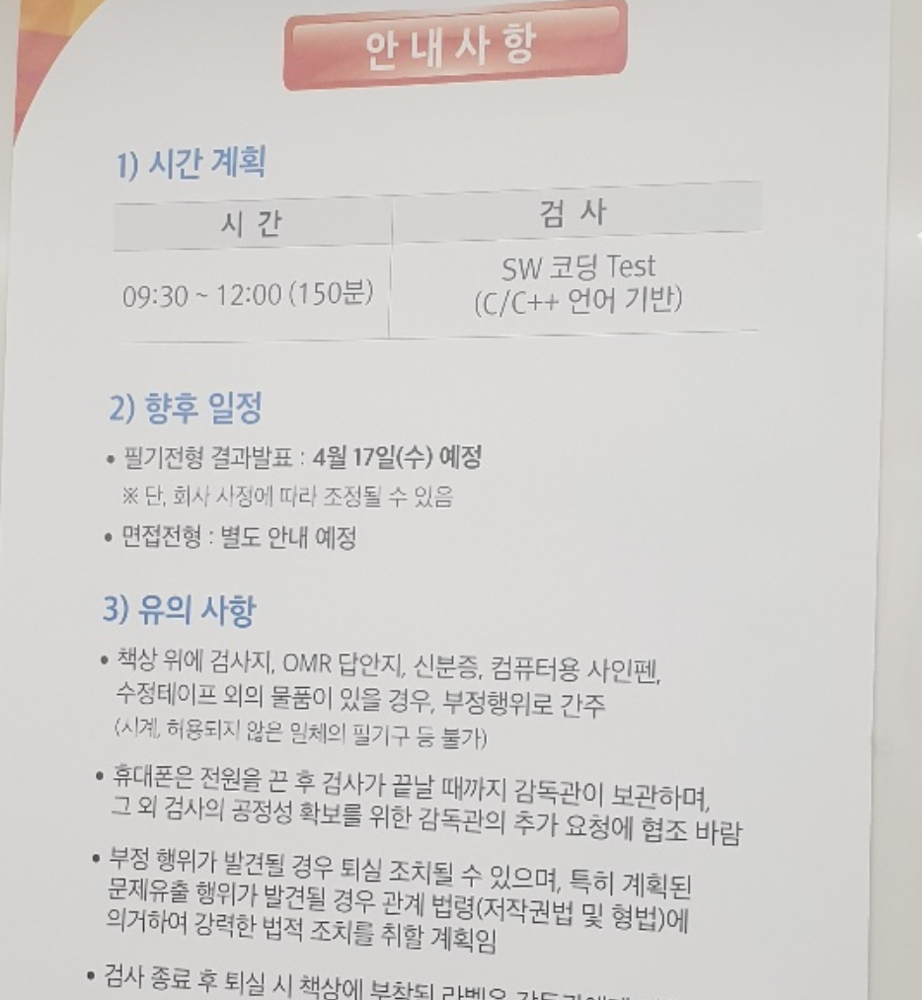 안내사항
1) 시간 계획
시 간 검 사
09:30 ~ 12:00 (150분) SW 코딩 Test
(C/C++ 언어 기반)
2) 향후 일정
• 필기전형 결과발표 : 4월 17일(수) 예정
※ 단, 회사 사정에 따라 조정될 수 있음
• 면접전형 : 별도 안내 예정
3) 유의 사항
• 책상 위에 검사지, OMR 답안지, 신분증, 컴퓨터용 사인펜,
수정테이프 외의 물품이 있을 경우, 부정행위로 간주
(시계, 허용되지 않은 일체의 필기구 등 불가)
• 휴대폰은 전원을 끈 후 검사가 끝날 때까지 감독관이 보관하며,
그 외 검사의 공정성 확보를 위한 감독관의 추가 요청에 협조 바람
• 부정 행위가 발견될 경우 퇴실 조치될 수 있으며, 특히 계획된
문제유출 행위가 발견될 경우 관계 법령(저작권법 및 형법)에
의거하여 강력한 법적 조치를 취할 계획임
• 검사 종료 후 퇴실 시 책상에 부착된